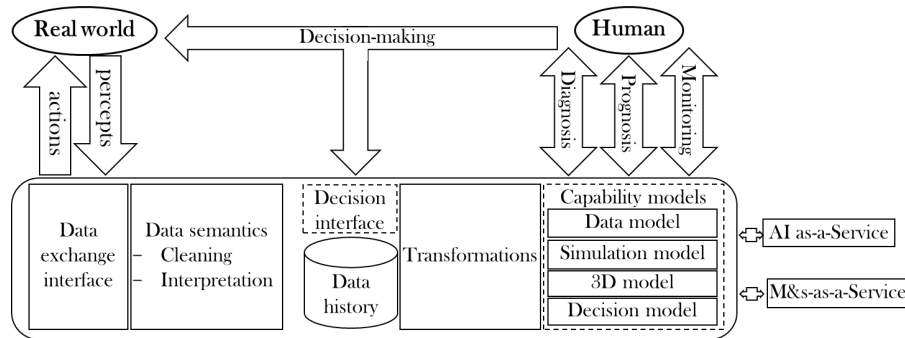 Real world
Decision-making
Human
actions
percepts
Diagnosis
Prognosis
Monitoring
Data
exchange
interface
Data semantics
– Cleaning
– Interpretation
Decision
interface
Data
history
Transformations
Capability models
Data model
Simulation model
3D model
Decision model
AI as-a-Service
M&s-as-a-Service